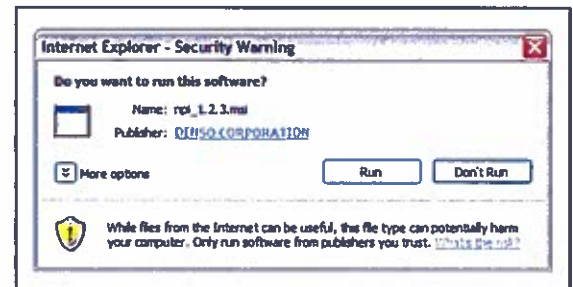 Internet Explorer - Security Warning
Do you want to run this software?
Name: rpi_1.2.3.msi
Publisher: DENSO CORPORATION
More options
Run
Don't Run
While files from the Internet can be useful, this file type can potentially harm
your computer. Only run software from publishers you trust. What's the risk?